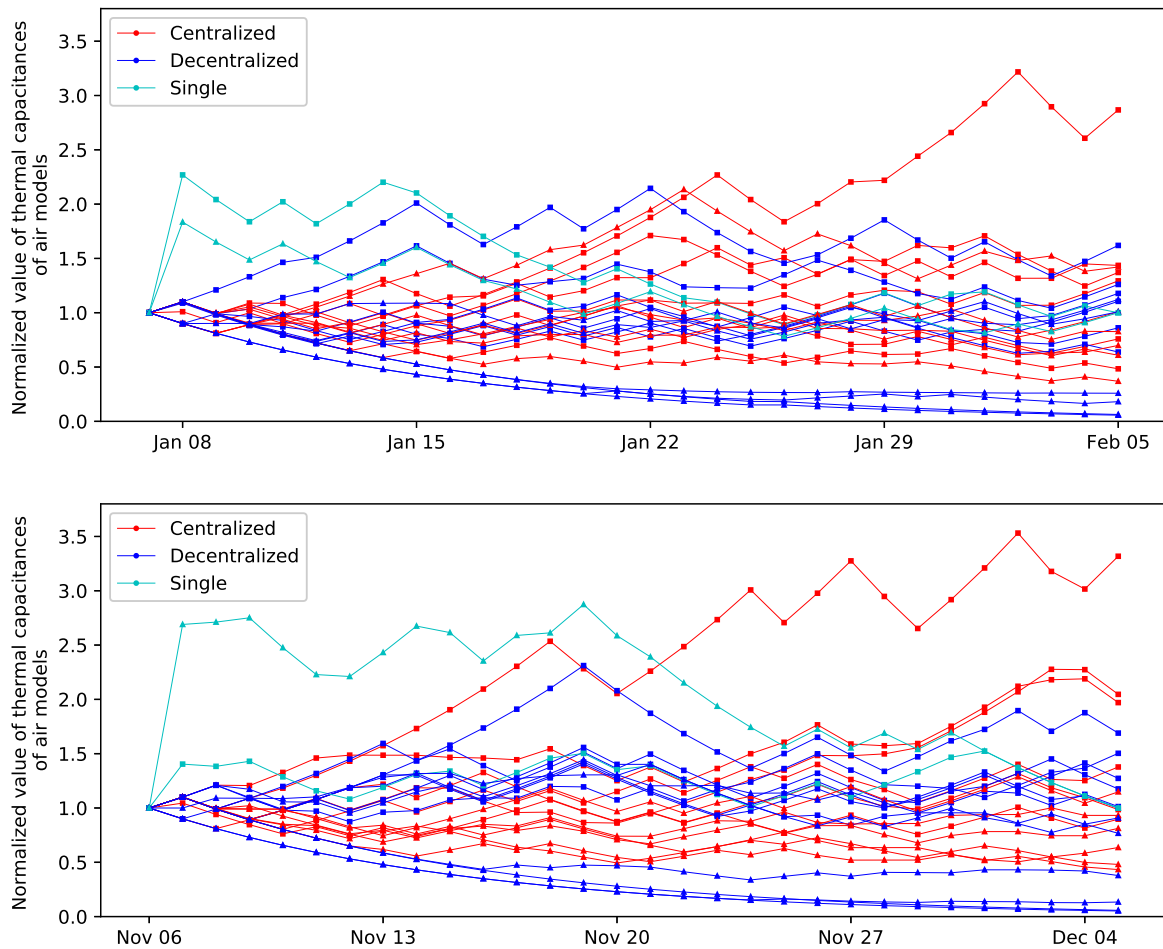 Normalized value of thermal capacitances
of air models
3.5
3.0
2.5
2.0
1.5
1.0
0.5
0.0
Centralized
Decentralized
Single
Jan 08 Jan 15 Jan 22 Jan 29 Feb 05
Normalized value of thermal capacitances
of air models
3.5
3.0
2.5
2.0
1.5
1.0
0.5
0.0
Centralized
Decentralized
Single
Nov 06 Nov 13 Nov 20 Nov 27 Dec 04